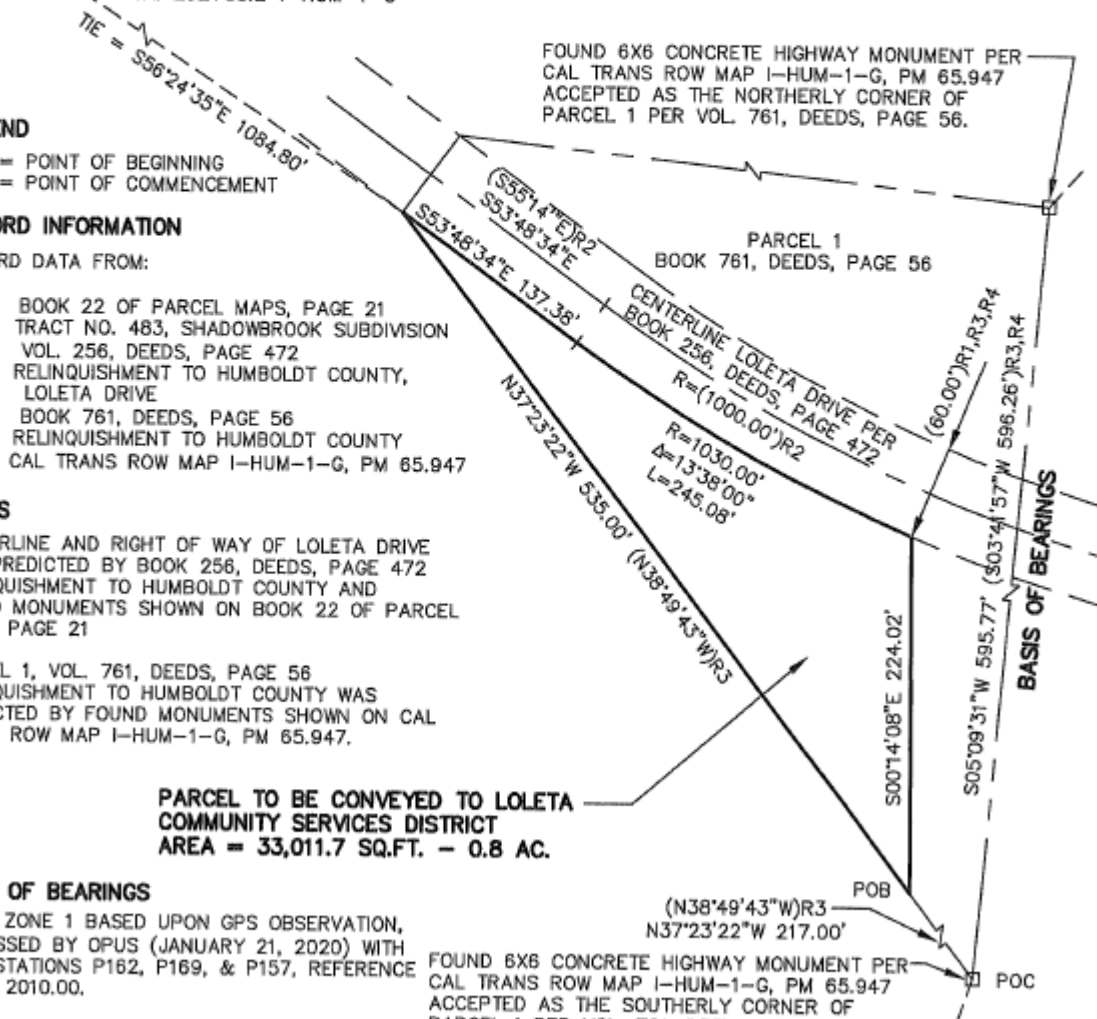 TIE = S56°24'35"E 1084.80'
FOUND 6X6 CONCRETE HIGHWAY MONUMENT PER
CAL TRANS ROW MAP I-HUM-1-G, PM 65.947
ACCEPTED AS THE NORTHERLY CORNER OF
PARCEL 1 PER VOL. 761, DEEDS, PAGE 56.
END
= POINT OF BEGINNING
= POINT OF COMMENCEMENT
ORD INFORMATION
RD DATA FROM:
BOOK 22 OF PARCEL MAPS, PAGE 21
TRACT NO. 483, SHADOWBROOK SUBDIVISION
VOL. 256, DEEDS, PAGE 472
RELINQUISHMENT TO HUMBOLDT COUNTY,
LOLETA DRIVE
BOOK 761, DEEDS, PAGE 56
RELINQUISHMENT TO HUMBOLDT COUNTY
CAL TRANS ROW MAP I-HUM-1-G, PM 65.947
S
ERLINE AND RIGHT OF WAY OF LOLETA DRIVE
PREDICTED BY BOOK 256, DEEDS, PAGE 472
QUISHMENT TO HUMBOLDT COUNTY AND
MONUMENTS SHOWN ON BOOK 22 OF PARCEL
PAGE 21
L 1, VOL. 761, DEEDS, PAGE 56
QUISHMENT TO HUMBOLDT COUNTY WAS
CTED BY FOUND MONUMENTS SHOWN ON CAL
ROW MAP I-HUM-1-G, PM 65.947.
(S55°14'"E)R2
S53°48'34"E
S53°48'34"E 137.38'
PARCEL 1
BOOK 761, DEEDS, PAGE 56
CENTERLINE LOLETA DRIVE PER
BOOK 256, DEEDS, PAGE 472
R=(1000.00')R2
R=1030.00'
Δ=13°38'00"
L=245.08'
(60.00')R1,R3,R4
N37°23'22"W 535.00' (N38°49'43"W)R3
S00°14'08"E 224.02'
S05°09'31"W 595.77' (S03°41'57"W 596.26')R3,R4
BASIS OF BEARINGS
PARCEL TO BE CONVEYED TO LOLETA
COMMUNITY SERVICES DISTRICT
AREA = 33,011.7 SQ.FT. - 0.8 AC.
POB
(N38°49'43"W)R3
N37°23'22"W 217.00'
POC
OF BEARINGS
ZONE 1 BASED UPON GPS OBSERVATION,
SSED BY OPUS (JANUARY 21, 2020) WITH
STATIONS P162, P169, & P157, REFERENCE
2010.00.
FOUND 6X6 CONCRETE HIGHWAY MONUMENT PER
CAL TRANS ROW MAP I-HUM-1-G, PM 65.947
ACCEPTED AS THE SOUTHERLY CORNER OF